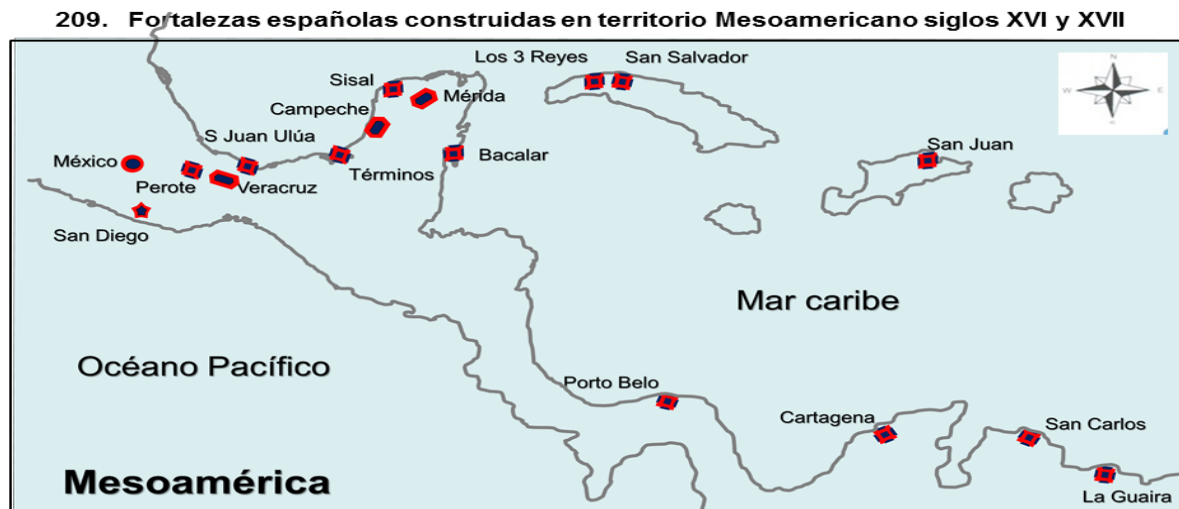 209. Fortalezas españolas construidas en territorio Mesoamericano siglos XVI y XVII
Los 3 Reyes
San Salvador
Sisal
Mérida
Campeche
S Juan Ulúa
México
Perote
Veracruz
Términos
Bacalar
San Juan
San Diego
Mar caribe
Océano Pacífico
Porto Belo
Cartagena
San Carlos
La Guaira
Mesoamérica
N
W
E